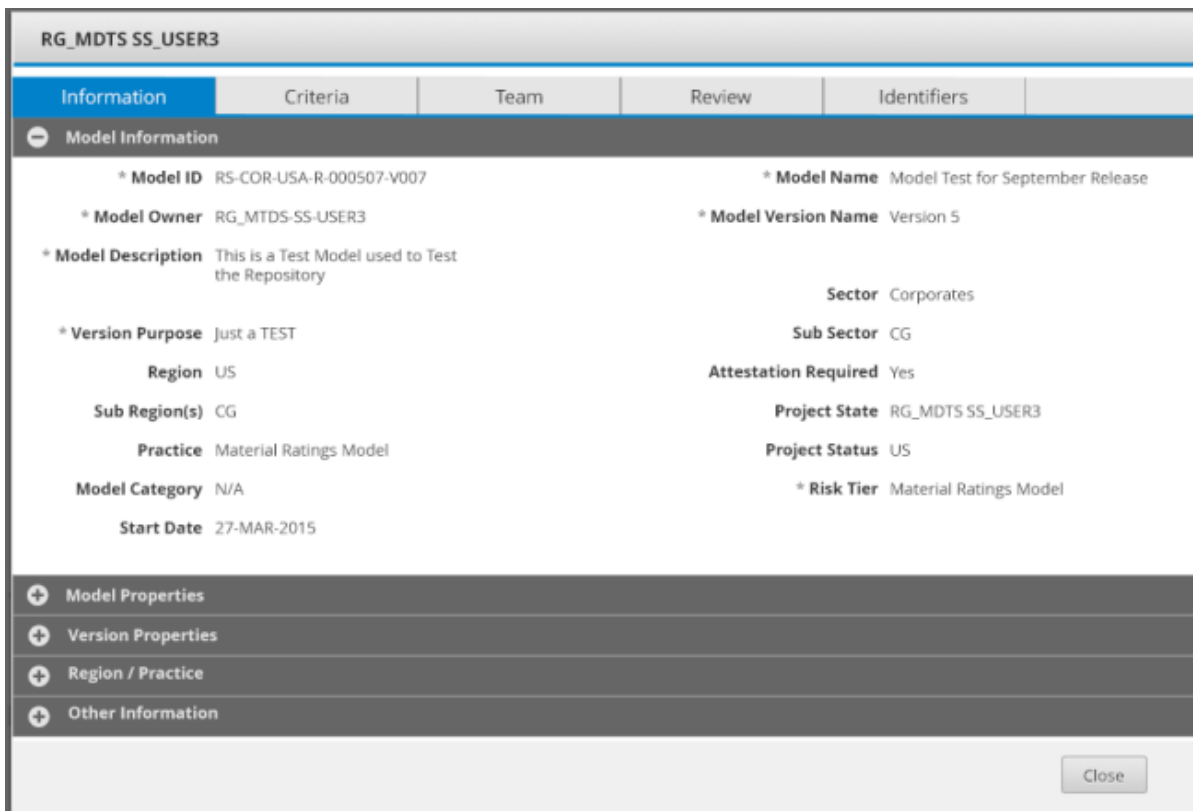 RG_MDTS SS_USER3
Information Criteria Team Review Identifiers
Model Information
* Model ID RS-COR-USA-R-000507-V007 * Model Name Model Test for September Release
* Model Owner RG_MTDS-SS-USER3 * Model Version Name Version 5
* Model Description This is a Test Model used to Test
the Repository
Sector Corporates
* Version Purpose Just a TEST Sub Sector CG
Region US Attestation Required Yes
Sub Region(s) CG Project State RG_MDTS SS_USER3
Practice Material Ratings Model Project Status US
Model Category N/A * Risk Tier Material Ratings Model
Start Date 27-MAR-2015
Model Properties
Version Properties
Region / Practice
Other Information
Close